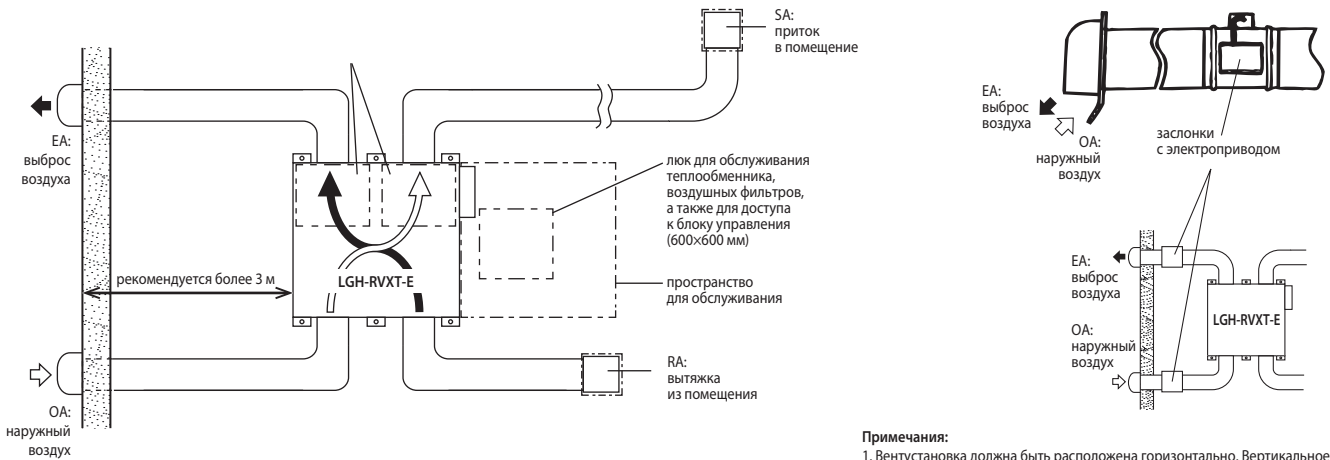 SA:
приток
в помещение
EA:
выброс
воздуха
люк для обслуживания
теплообменника,
воздушных фильтров,
а также для доступа
к блоку управления
(600×600 мм)
LGH-RVXT-E
рекомендуется более 3 м
пространство
для обслуживания
RA:
вытяжка
из помещения
OA:
наружный
воздух
EA:
выброс
воздуха
OA:
наружный
воздух
заслонки
с электроприводом
EA:
выброс
воздуха
OA:
наружный
воздух
LGH-RVXT-E
Примечания:
1. Вентустановка должна быть расположена горизонтально. Вертикальное